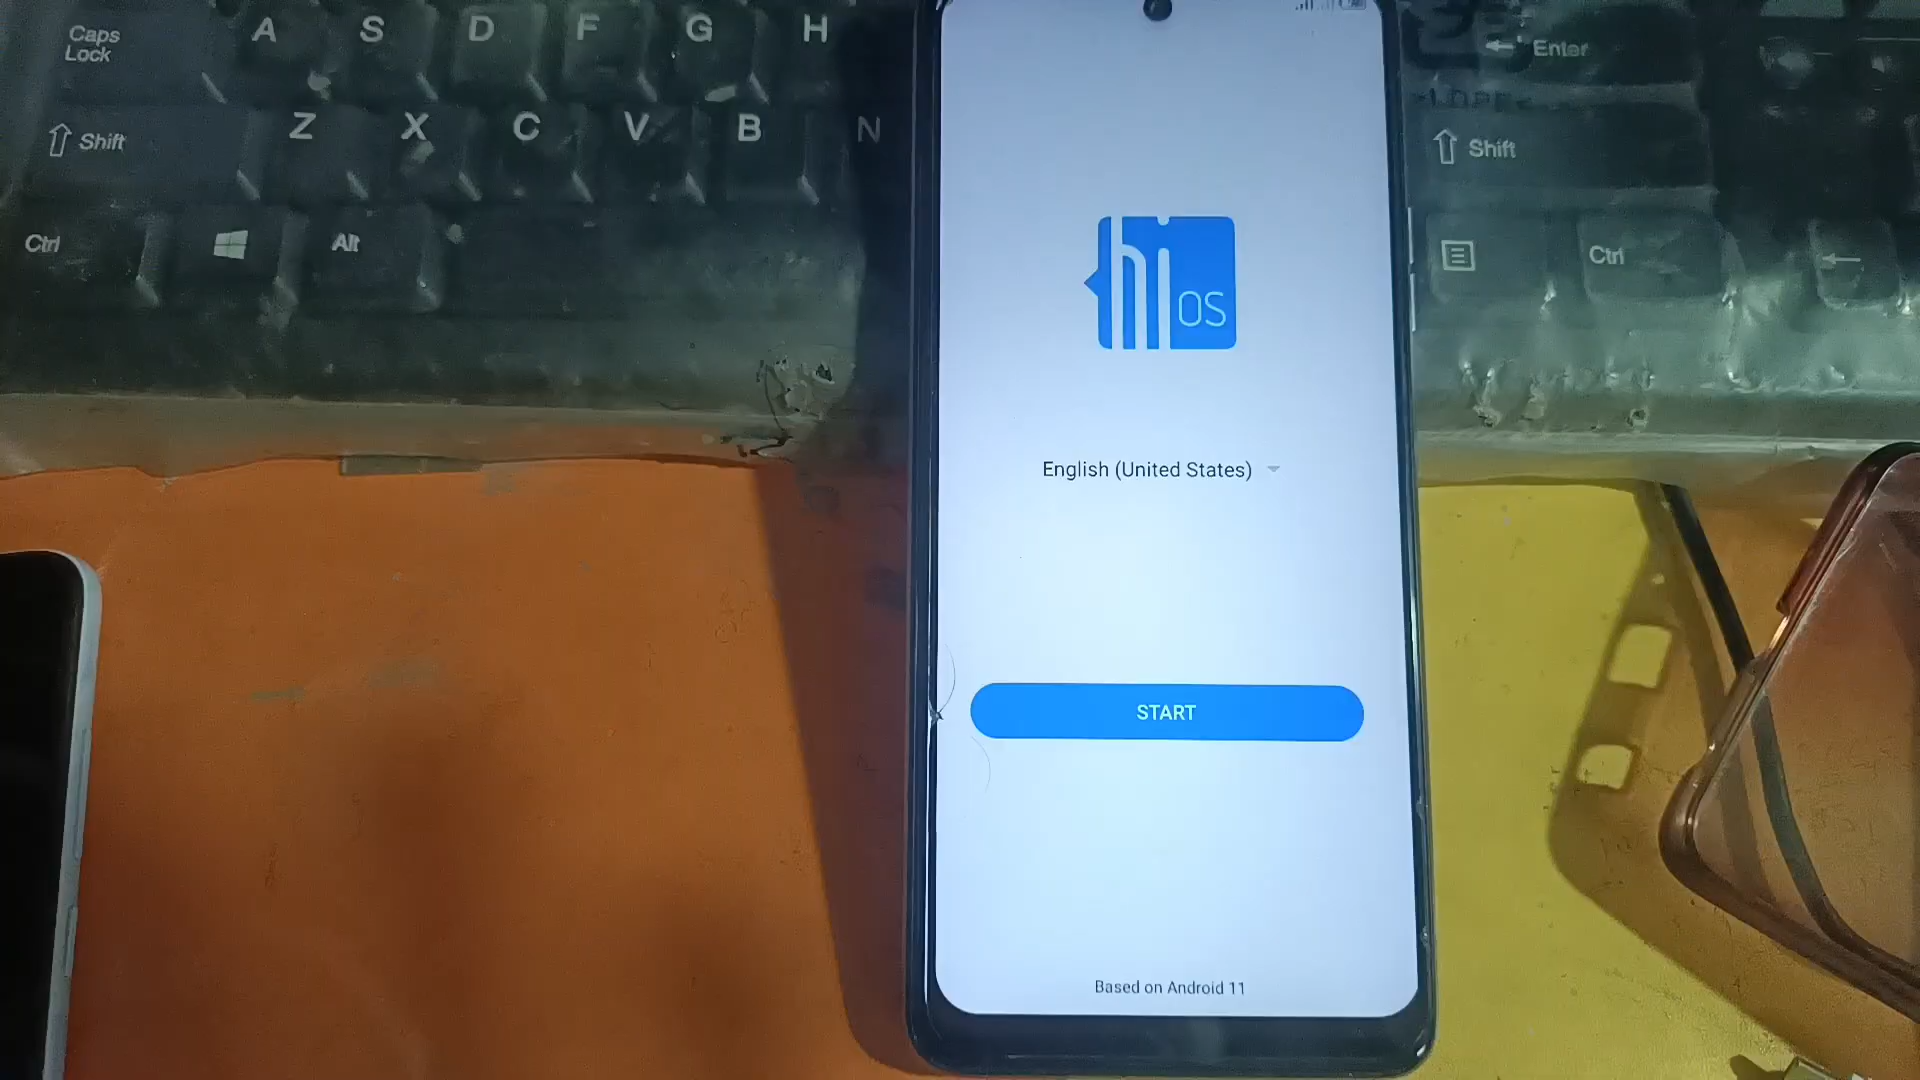 Caps
Lock
A
S
D
F
G
H
Enter
Shift
Z
X
C
V
B
N
Shift
Ctrl
Alt
Ctrl
hi
OS
English (United States)
START
Based on Android 11